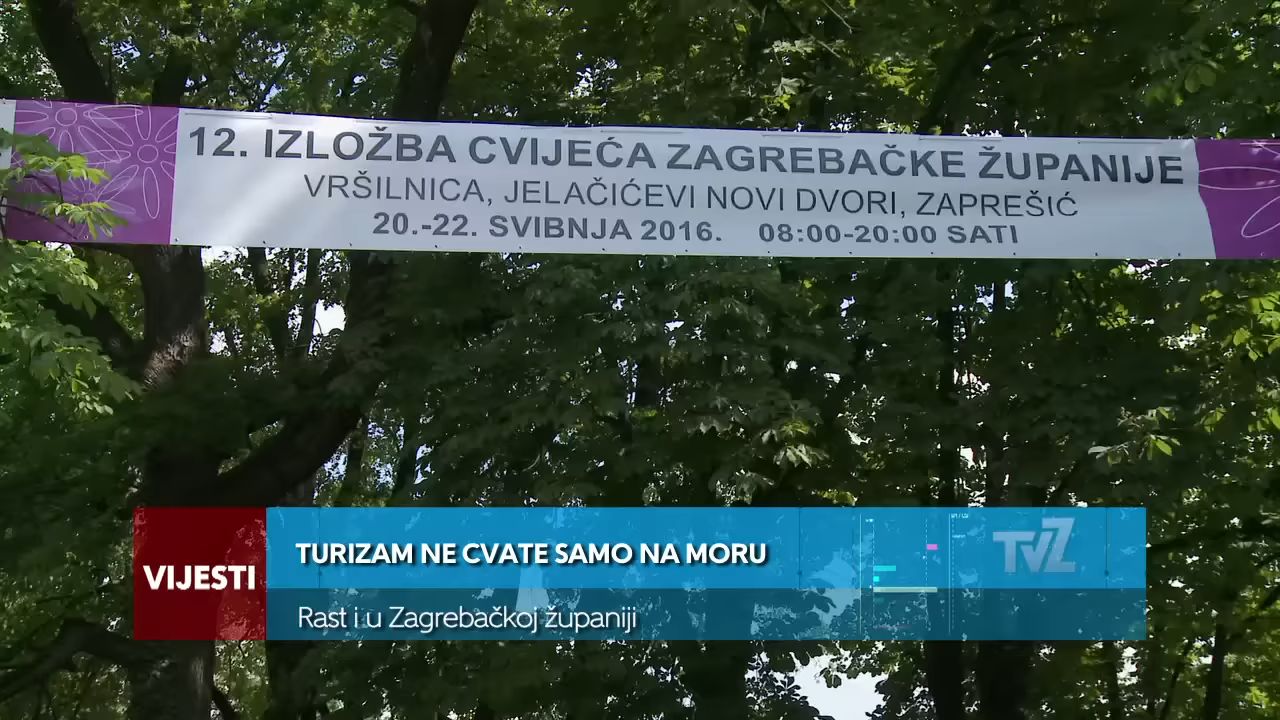 12. IZLOŽBA CVIJEĆA ZAGREBAČKE ŽUPANIJE
VRŠILNICA, JELAČIĆEVI NOVI DVORI, ZAPREŠIĆ
20.-22. SVIBNJA 2016. 08:00-20:00 SATI
VIJESTI
TURIZAM NE CVATE SAMO NA MORU
TVZ
Rast i u Zagrebačkoj županiji